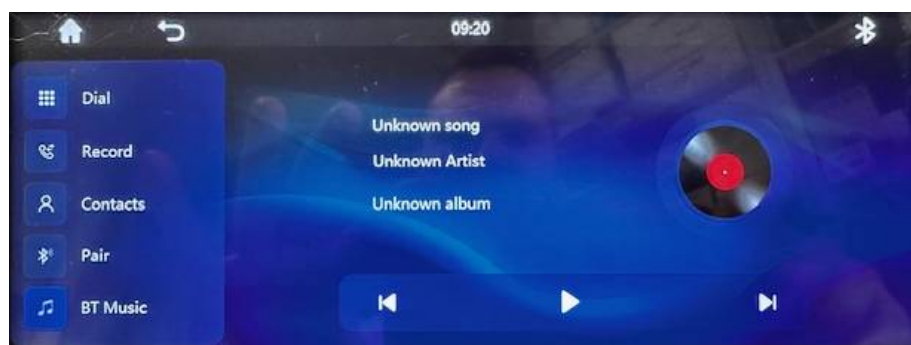 09:20
Dial
Record
Contacts
Pair
BT Music
Unknown song
Unknown Artist
Unknown album